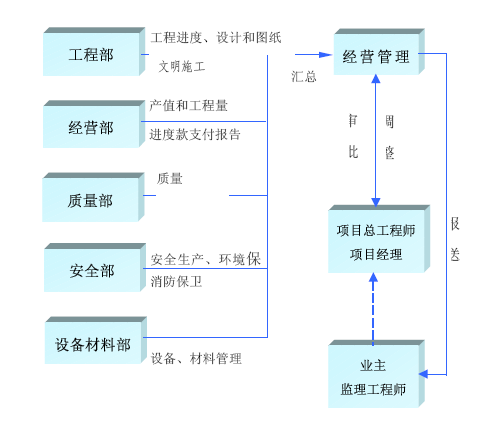 工程进度、设计和图纸
工程部
文明施工
经营管理
汇总
产值和工程量
经营部
进度款支付报告
审比
调整
质量
质量部
项目总工程师
项目经理
报送
安全生产、环境保
安全部
消防保卫
设备材料部
设备、材料管理
业主
监理工程师